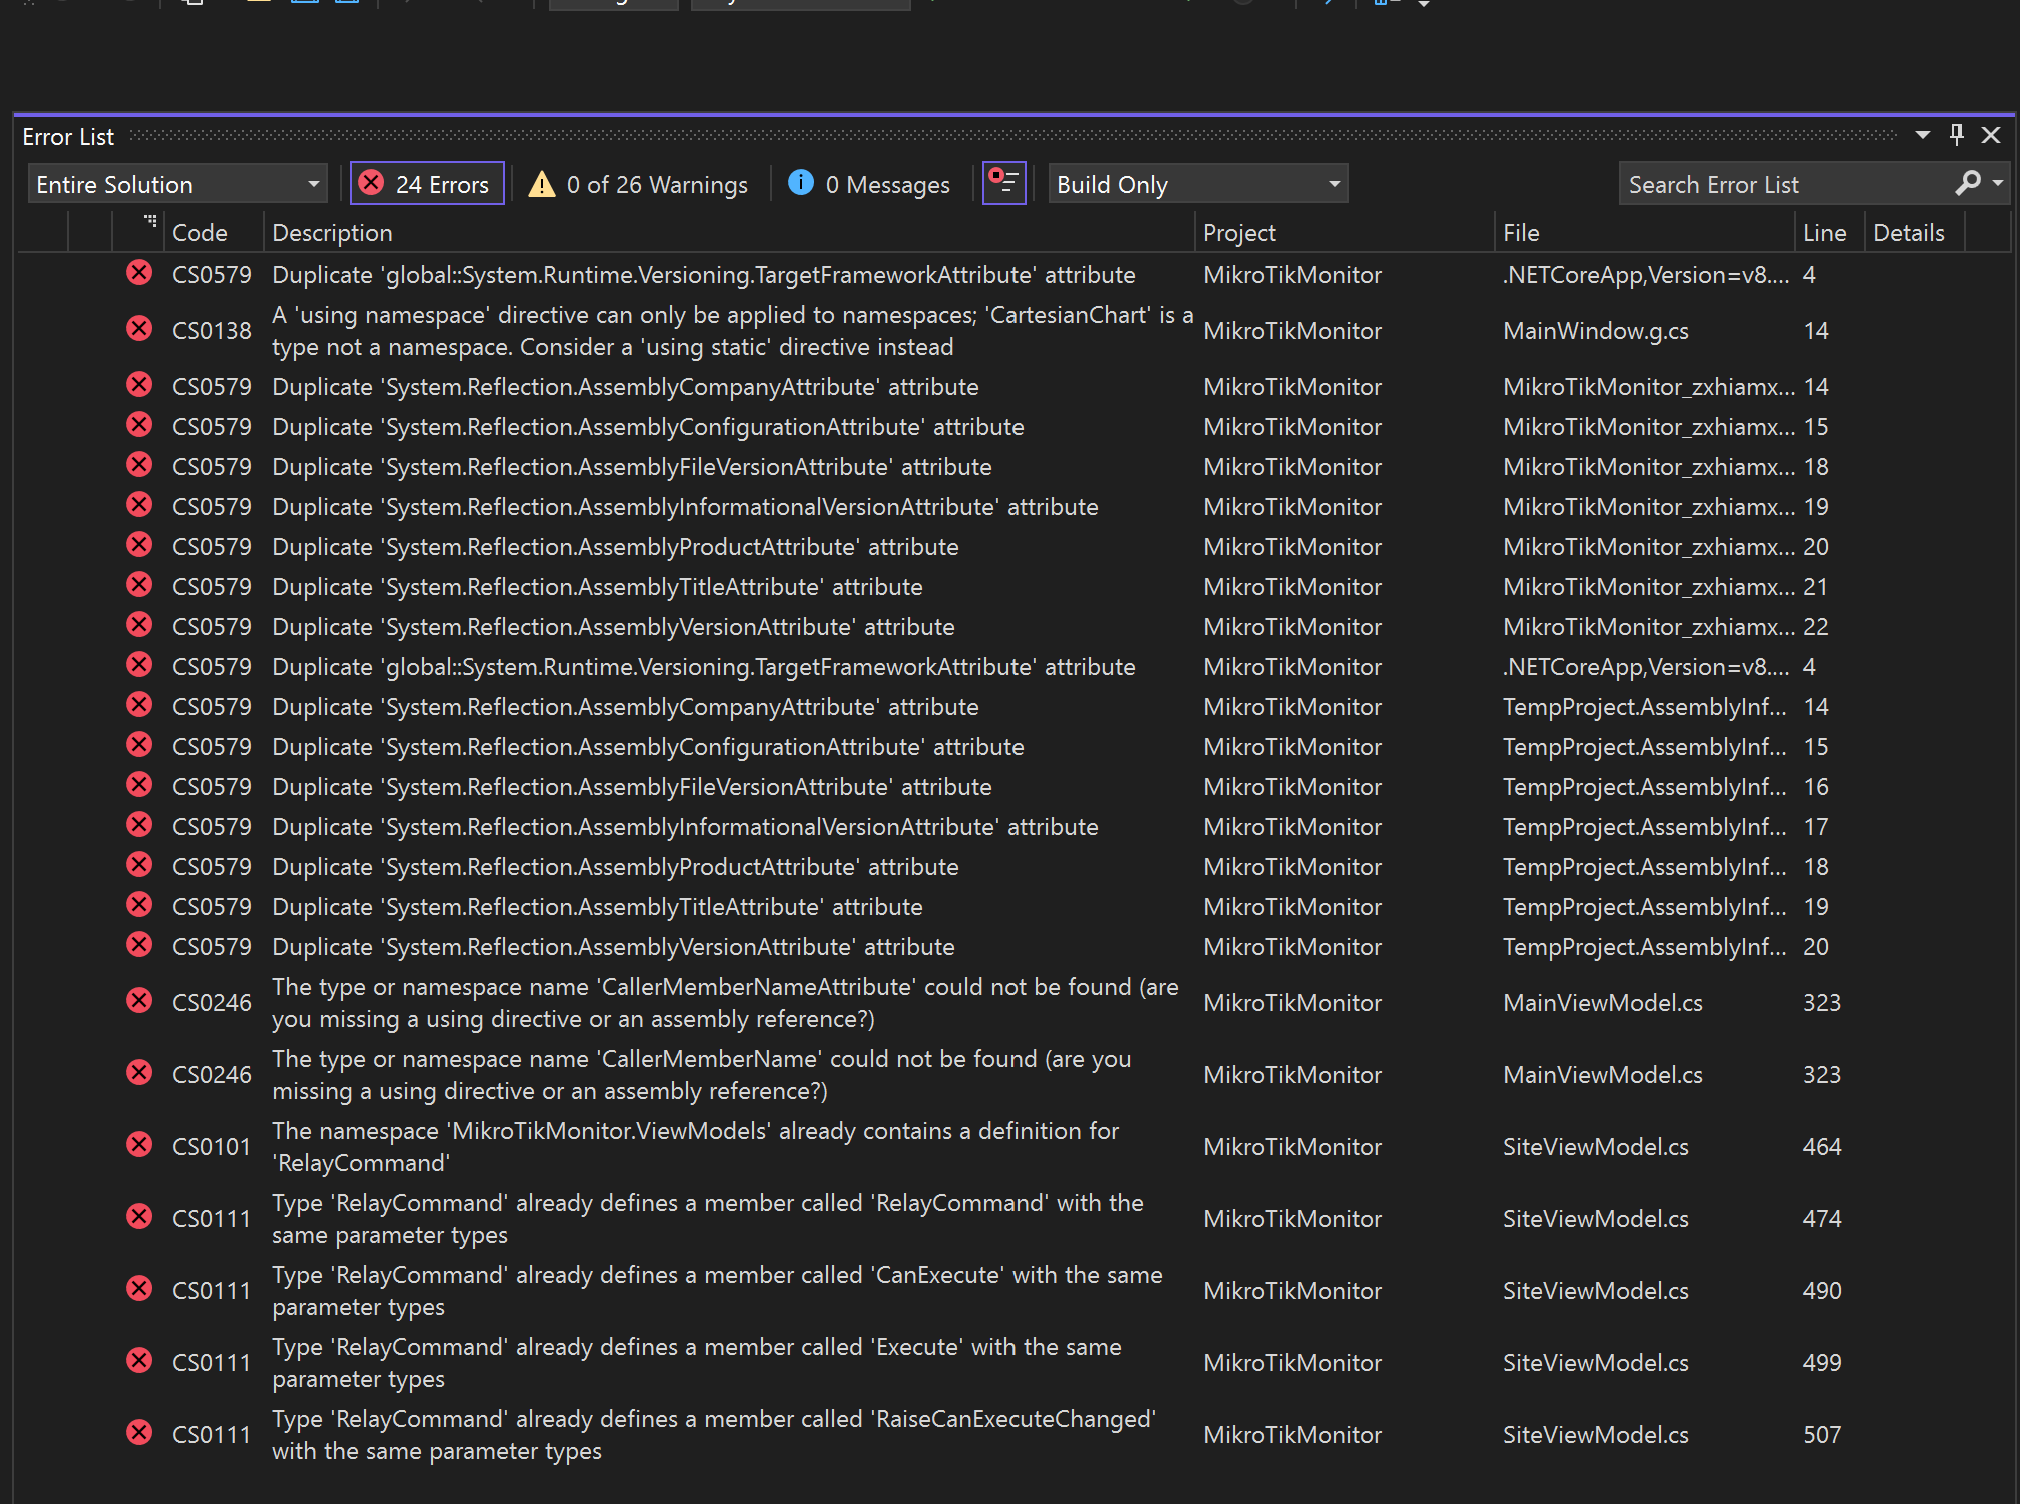 Error List
Entire Solution
24 Errors
0 of 26 Warnings
0 Messages
Build Only
Search Error List
Code Description Project File Line Details
CS0579 Duplicate 'global::System.Runtime.Versioning.TargetFrameworkAttribute' attribute MikroTikMonitor .NETCoreApp,Version=v8.... 4
CS0138 A 'using namespace' directive can only be applied to namespaces; 'CartesianChart' is a
type not a namespace. Consider a 'using static' directive instead MikroTikMonitor MainWindow.g.cs 14
CS0579 Duplicate 'System.Reflection.AssemblyCompanyAttribute' attribute MikroTikMonitor MikroTikMonitor_zxhiamx... 14
CS0579 Duplicate 'System.Reflection.AssemblyConfigurationAttribute' attribute MikroTikMonitor MikroTikMonitor_zxhiamx... 15
CS0579 Duplicate 'System.Reflection.AssemblyFileVersionAttribute' attribute MikroTikMonitor MikroTikMonitor_zxhiamx... 18
CS0579 Duplicate 'System.Reflection.AssemblyInformationalVersionAttribute' attribute MikroTikMonitor MikroTikMonitor_zxhiamx... 19
CS0579 Duplicate 'System.Reflection.AssemblyProductAttribute' attribute MikroTikMonitor MikroTikMonitor_zxhiamx... 20
CS0579 Duplicate 'System.Reflection.AssemblyTitleAttribute' attribute MikroTikMonitor MikroTikMonitor_zxhiamx... 21
CS0579 Duplicate 'System.Reflection.AssemblyVersionAttribute' attribute MikroTikMonitor MikroTikMonitor_zxhiamx... 22
CS0579 Duplicate 'global::System.Runtime.Versioning.TargetFrameworkAttribute' attribute MikroTikMonitor .NETCoreApp,Version=v8.... 4
CS0579 Duplicate 'System.Reflection.AssemblyCompanyAttribute' attribute MikroTikMonitor TempProject.AssemblyInf... 14
CS0579 Duplicate 'System.Reflection.AssemblyConfigurationAttribute' attribute MikroTikMonitor TempProject.AssemblyInf... 15
CS0579 Duplicate 'System.Reflection.AssemblyFileVersionAttribute' attribute MikroTikMonitor TempProject.AssemblyInf... 16
CS0579 Duplicate 'System.Reflection.AssemblyInformationalVersionAttribute' attribute MikroTikMonitor TempProject.AssemblyInf... 17
CS0579 Duplicate 'System.Reflection.AssemblyProductAttribute' attribute MikroTikMonitor TempProject.AssemblyInf... 18
CS0579 Duplicate 'System.Reflection.AssemblyTitleAttribute' attribute MikroTikMonitor TempProject.AssemblyInf... 19
CS0579 Duplicate 'System.Reflection.AssemblyVersionAttribute' attribute MikroTikMonitor TempProject.AssemblyInf... 20
CS0246 The type or namespace name 'CallerMemberNameAttribute' could not be found (are
you missing a using directive or an assembly reference?) MikroTikMonitor MainViewModel.cs 323
CS0246 The type or namespace name 'CallerMemberName' could not be found (are you
missing a using directive or an assembly reference?) MikroTikMonitor MainViewModel.cs 323
CS0101 The namespace 'MikroTikMonitor.ViewModels' already contains a definition for
'RelayCommand' MikroTikMonitor SiteViewModel.cs 464
CS0111 Type 'RelayCommand' already defines a member called 'RelayCommand' with the
same parameter types MikroTikMonitor SiteViewModel.cs 474
CS0111 Type 'RelayCommand' already defines a member called 'CanExecute' with the same
parameter types MikroTikMonitor SiteViewModel.cs 490
CS0111 Type 'RelayCommand' already defines a member called 'Execute' with the same
parameter types MikroTikMonitor SiteViewModel.cs 499
CS0111 Type 'RelayCommand' already defines a member called 'RaiseCanExecuteChanged'
with the same parameter types MikroTikMonitor SiteViewModel.cs 507